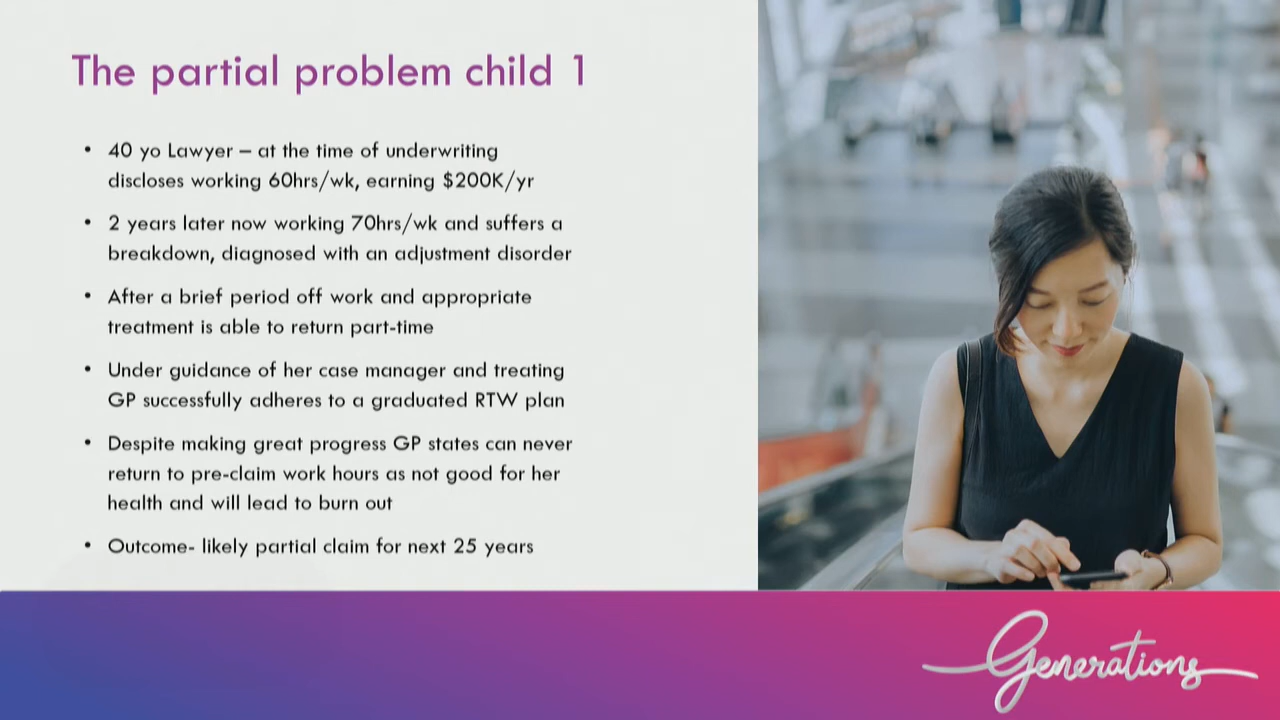 The partial problem child 1
• 40 yo Lawyer – at the time of underwriting
discloses working 60hrs/wk, earning $200K/yr
• 2 years later now working 70hrs/wk and suffers a
breakdown, diagnosed with an adjustment disorder
• After a brief period off work and appropriate
treatment is able to return part-time
• Under guidance of her case manager and treating
GP successfully adheres to a graduated RTW plan
• Despite making great progress GP states can never
return to pre-claim work hours as not good for her
health and will lead to burn out
• Outcome- likely partial claim for next 25 years
Generations